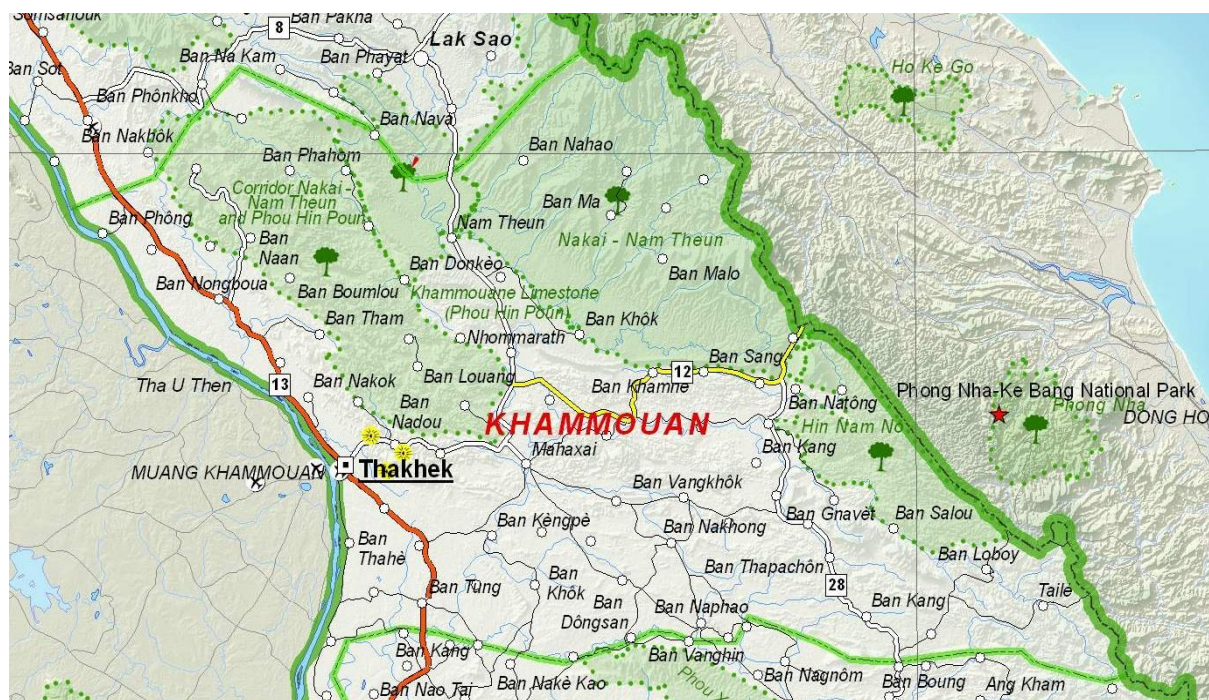 Somsanouk
8
Ban Pakha
Lak Sao
Ban Na Kam
Ban Phayat
Ban Sot
Ban Phônkho
Ho Ke Go
Ban Nakhôk
Ban Nava
Ban Nahao
Ban Phahom
Corridor Nakai -
Nam Theun
and Phou Hin Poun
Ban Ma
Ban Phông
Nam Theun
Nakai - Nam Theun
Ban
Naan
Ban Donkèo
Ban Malo
Ban Nongboua
Ban Boumlou
Khammouane Limestone
(Phou Hin Poun)
Ban Tham
Ban Khôk
Nhommarath
Ban Sang
12
Tha U Then
13
Ban Nakok
Ban Louang
Ban Khamhe
Phong Nha-Ke Bang National Park
Ban Natông
Phong Nha
DONG HO
Ban
Nadou
KHAMMOUAN
Hin Nam No
Ban Kang
Mahaxai
MUANG KHAMMOUAN
Thakhek
Ban Vangkhôk
Ban Gnavèt
Ban Salou
Ban Kèngpè
Ban Nakhong
Ban
Thahè
Ban Loboy
Ban Thapachôn
Ban Tung
Ban
Khôk
28
Taile
Ban
Dôngsan
Ban Naphao
Ban Kang
Ban Kang
Ban Vanghin
Ban Nagnôm
Ban Boung
Ang Kham
Ban Nao Tai
Ban Nakè Kao
Phou X